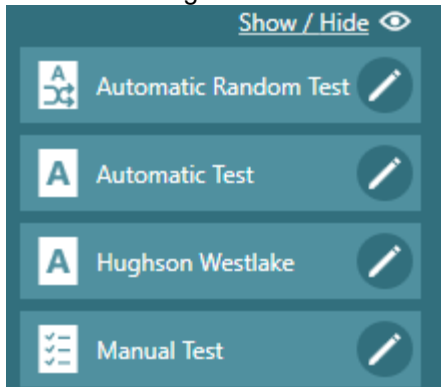 Show / Hide
A
Automatic Random Test
A
Automatic Test
A
Hughson Westlake
Manual Test